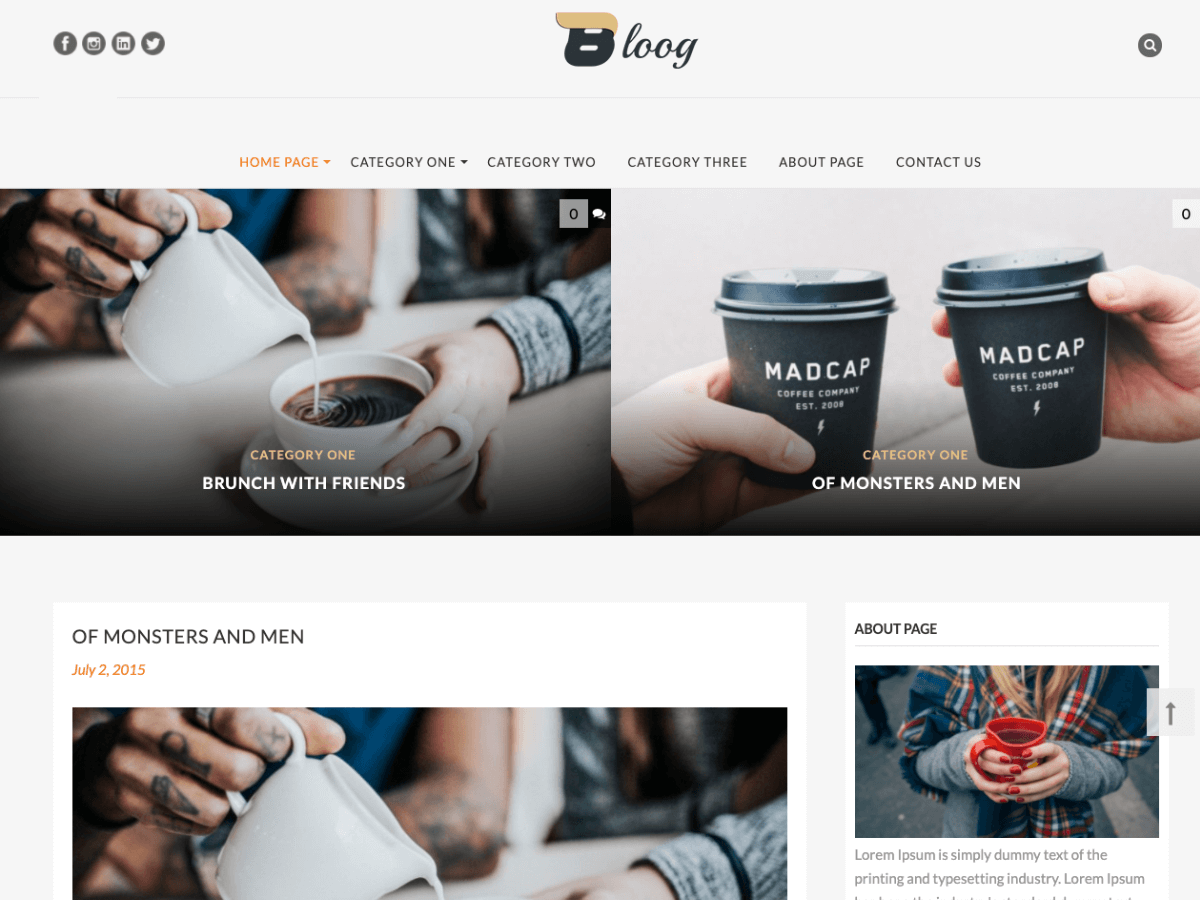 Bloog
HOME PAGE
CATEGORY ONE
CATEGORY TWO
CATEGORY THREE
ABOUT PAGE
CONTACT US
0
0
MADCAP
COFFEE COMPANY
EST. 2008
MADCAP
COFFEE COMPANY
EST. 2008
CATEGORY ONE
BRUNCH WITH FRIENDS
CATEGORY ONE
OF MONSTERS AND MEN
OF MONSTERS AND MEN
July 2, 2015
ABOUT PAGE
Lorem Ipsum is simply dummy text of the
printing and typesetting industry. Lorem Ipsum